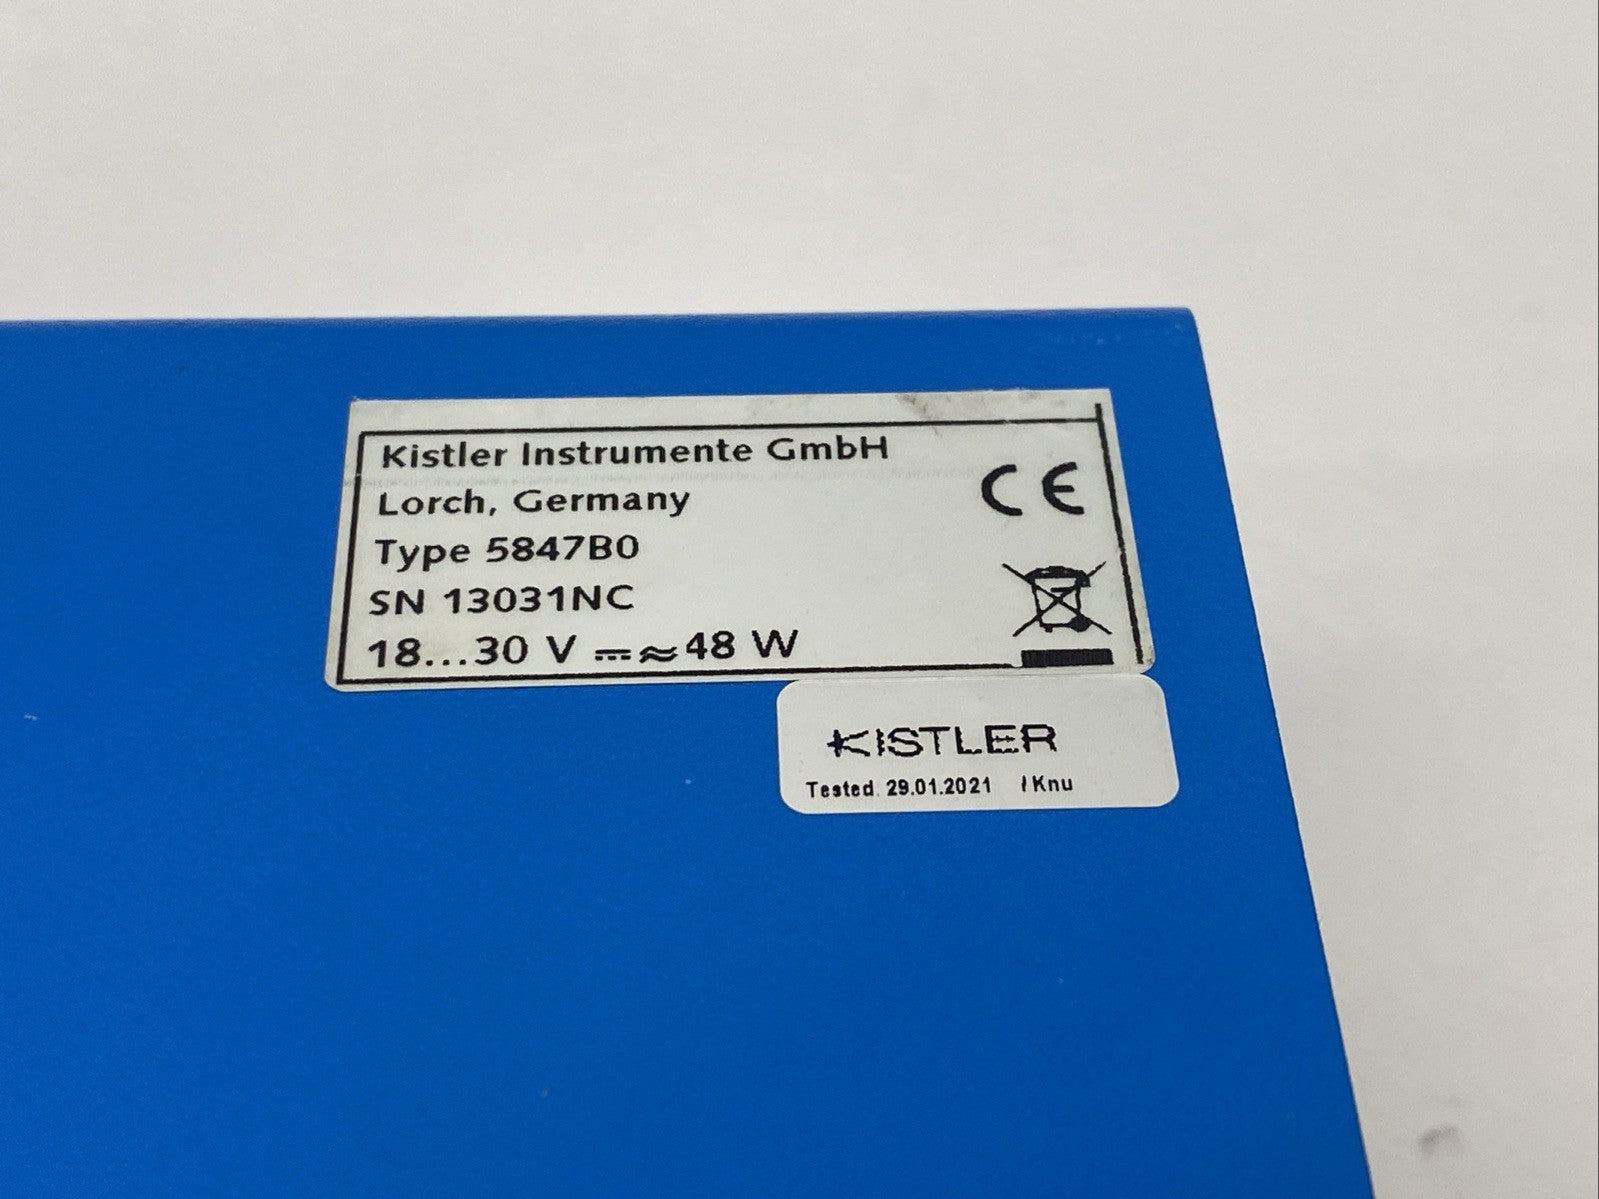 Kistler Instrumente GmbH
Lorch, Germany
Type 5847B0
SN 13031NC
18...30 V ⎓≈48 W
CE
KISTLER
Tested 29.01.2021 /Knu